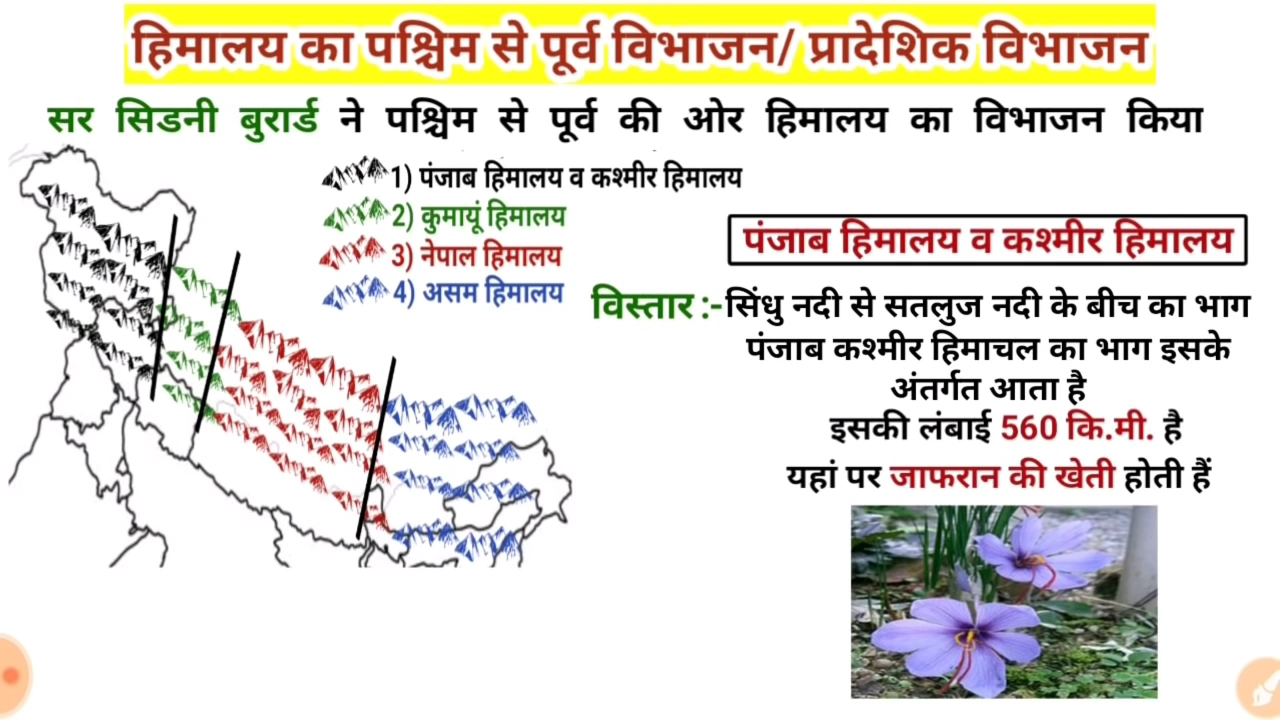 हिमालय का पश्चिम से पूर्व विभाजन/ प्रादेशिक विभाजन
सर सिडनी बुरार्ड ने पश्चिम से पूर्व की ओर हिमालय का विभाजन किया
1) पंजाब हिमालय व कश्मीर हिमालय
2) कुमायूं हिमालय
3) नेपाल हिमालय
4) असम हिमालय
पंजाब हिमालय व कश्मीर हिमालय
विस्तार :- सिंधु नदी से सतलुज नदी के बीच का भाग
पंजाब कश्मीर हिमाचल का भाग इसके
अंतर्गत आता है
इसकी लंबाई 560 कि.मी. है
यहां पर जाफरान की खेती होती हैं